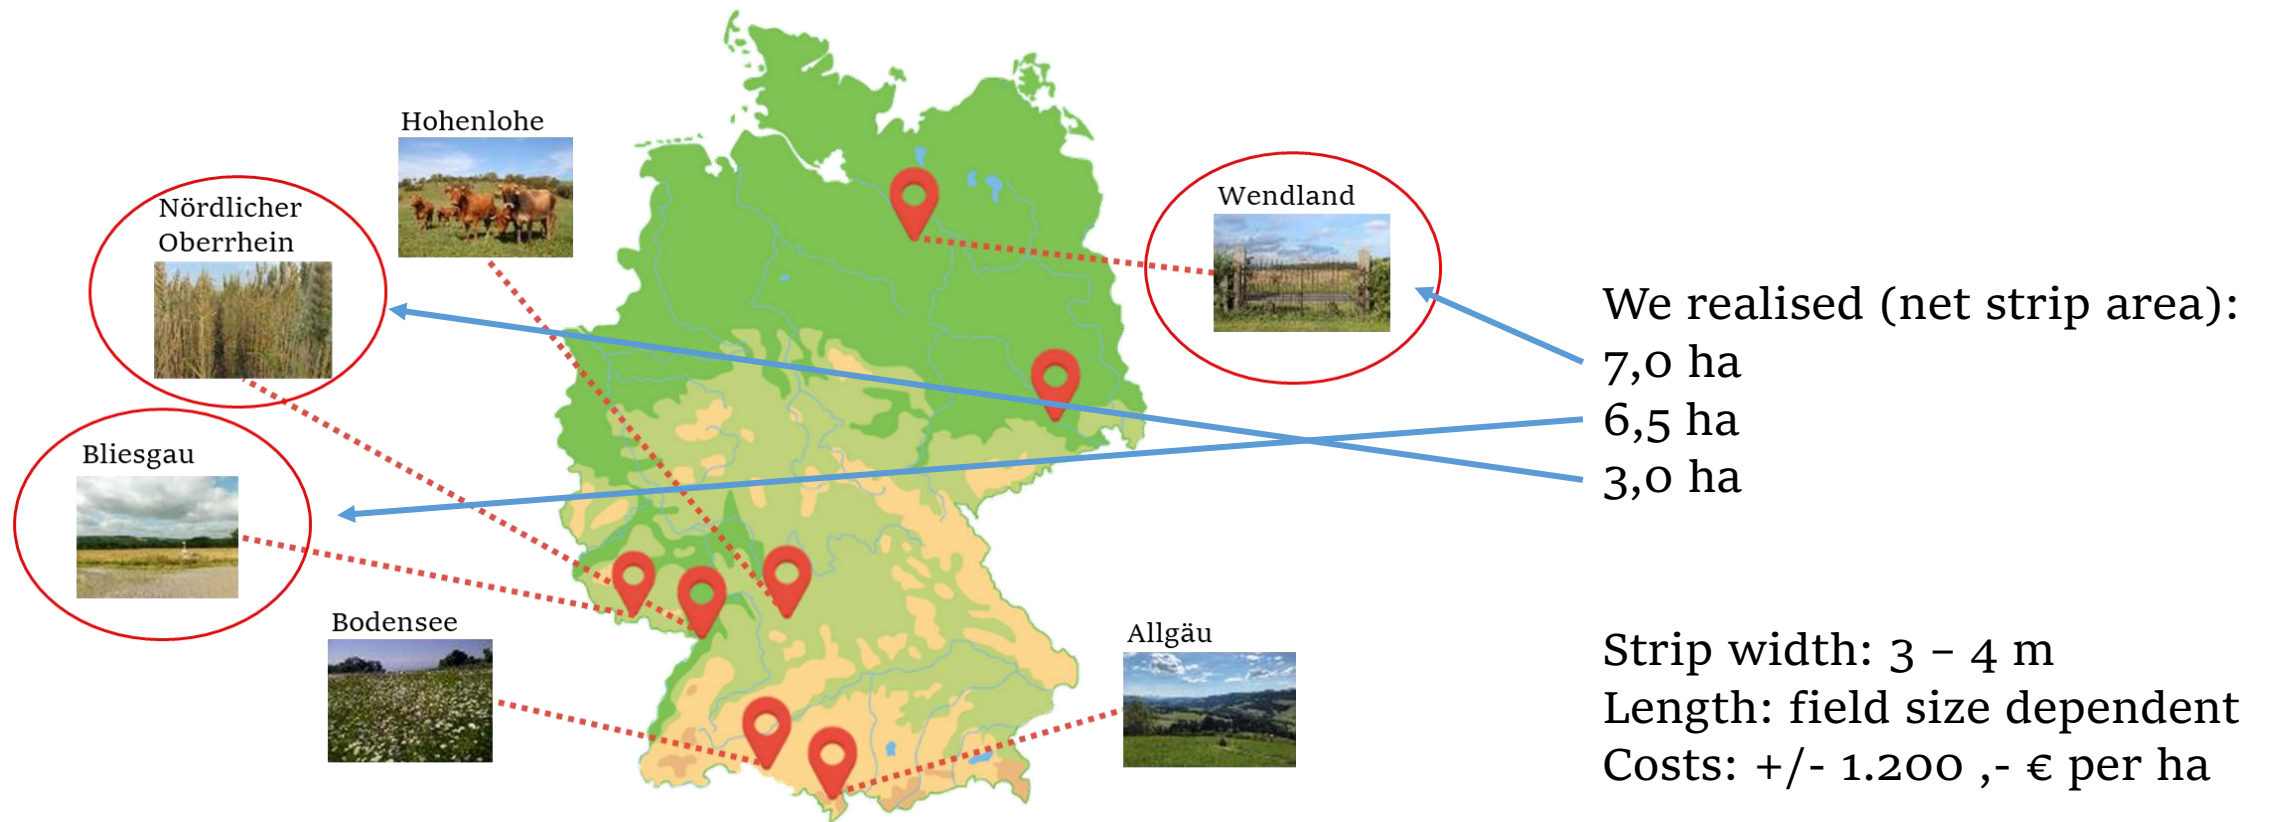 Hohenlohe
Nördlicher
Oberrhein
Wendland
Bliesgau
Bodensee
Allgäu
We realised (net strip area):
7,0 ha
6,5 ha
3,0 ha
Strip width: 3 – 4 m
Length: field size dependent
Costs: +/- 1.200 ,- € per ha